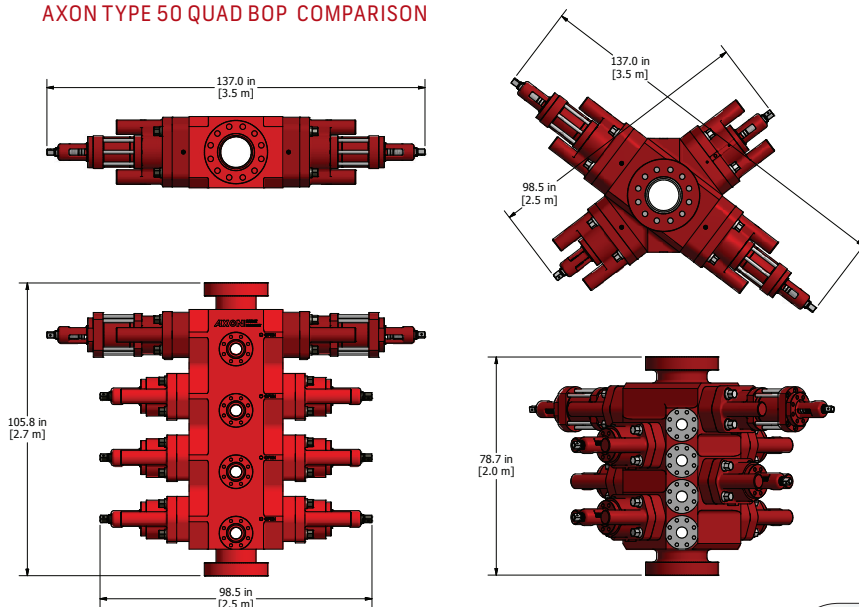 AXON TYPE 50 QUAD BOP COMPARISON
137.0 in
[3.5 m]
137.0 in
[3.5 m]
98.5 in
[2.5 m]
AXON
105.8 in
[2.7 m]
78.7 in
[2.0 m]
98.5 in
[2.5 m]